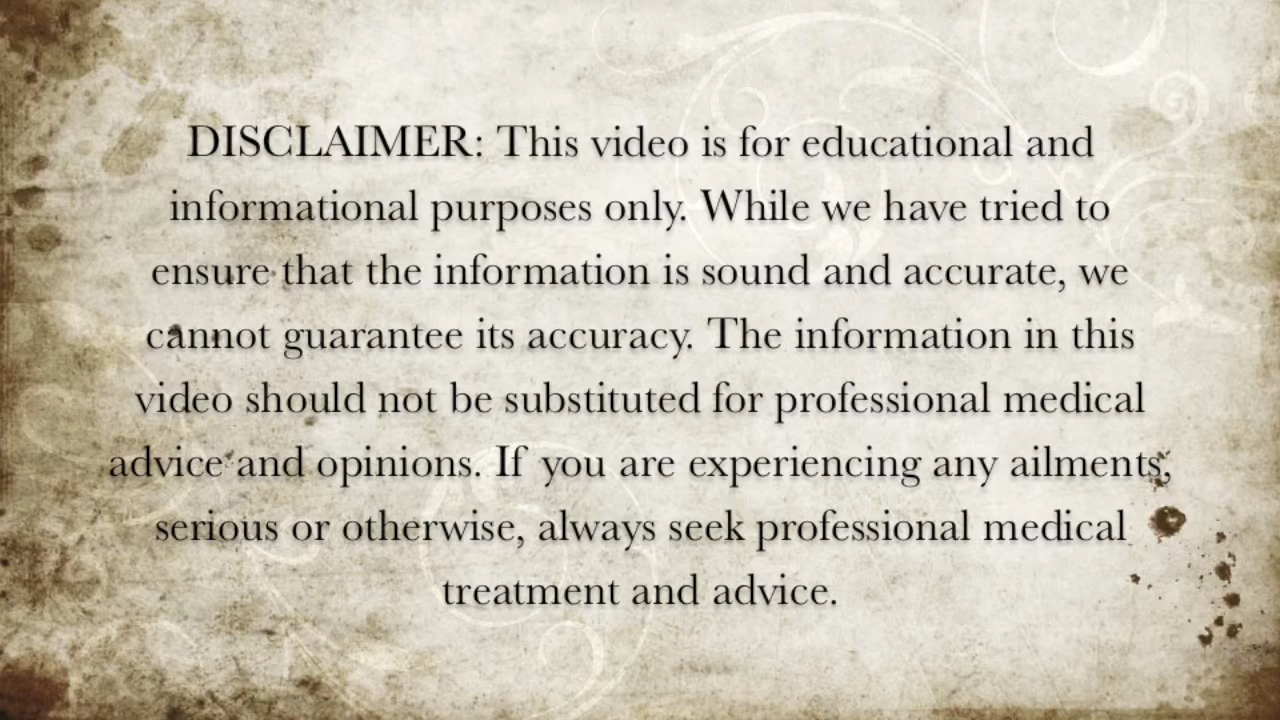 DISCLAIMER: This video is for educational and
informational purposes only. While we have tried to
ensure that the information is sound and accurate, we
cannot guarantee its accuracy. The information in this
video should not be substituted for professional medical
advice and opinions. If you are experiencing any ailments,
serious or otherwise, always seek professional medical
treatment and advice.